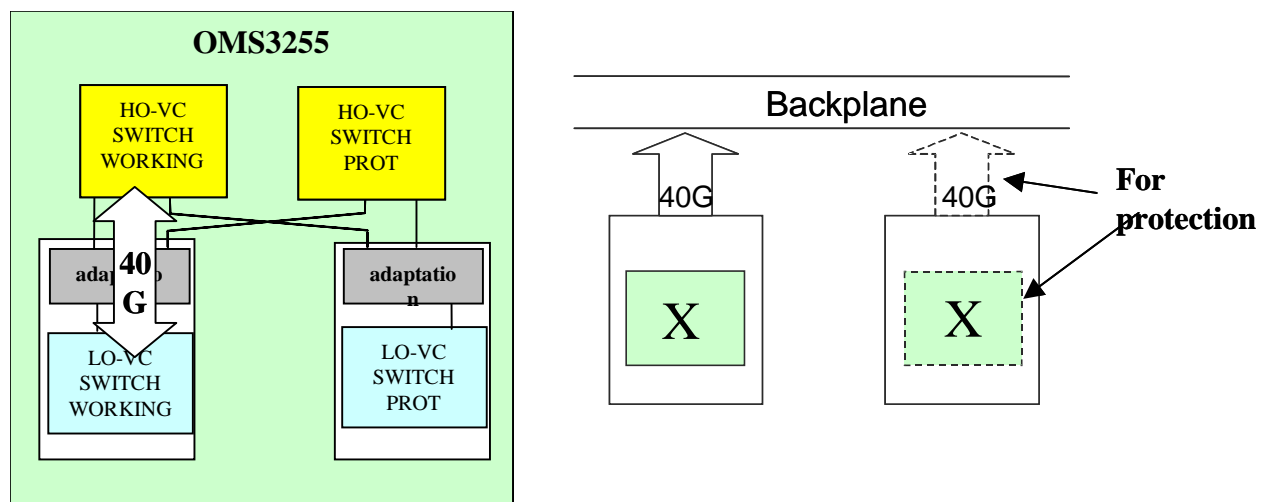 OMS3255
HO-VC
SWITCH
WORKING
HO-VC
SWITCH
PROT
40
G
adaptatio
n
LO-VC
SWITCH
WORKING
LO-VC
SWITCH
PROT
Backplane
40G
40G
For
protection
X
X